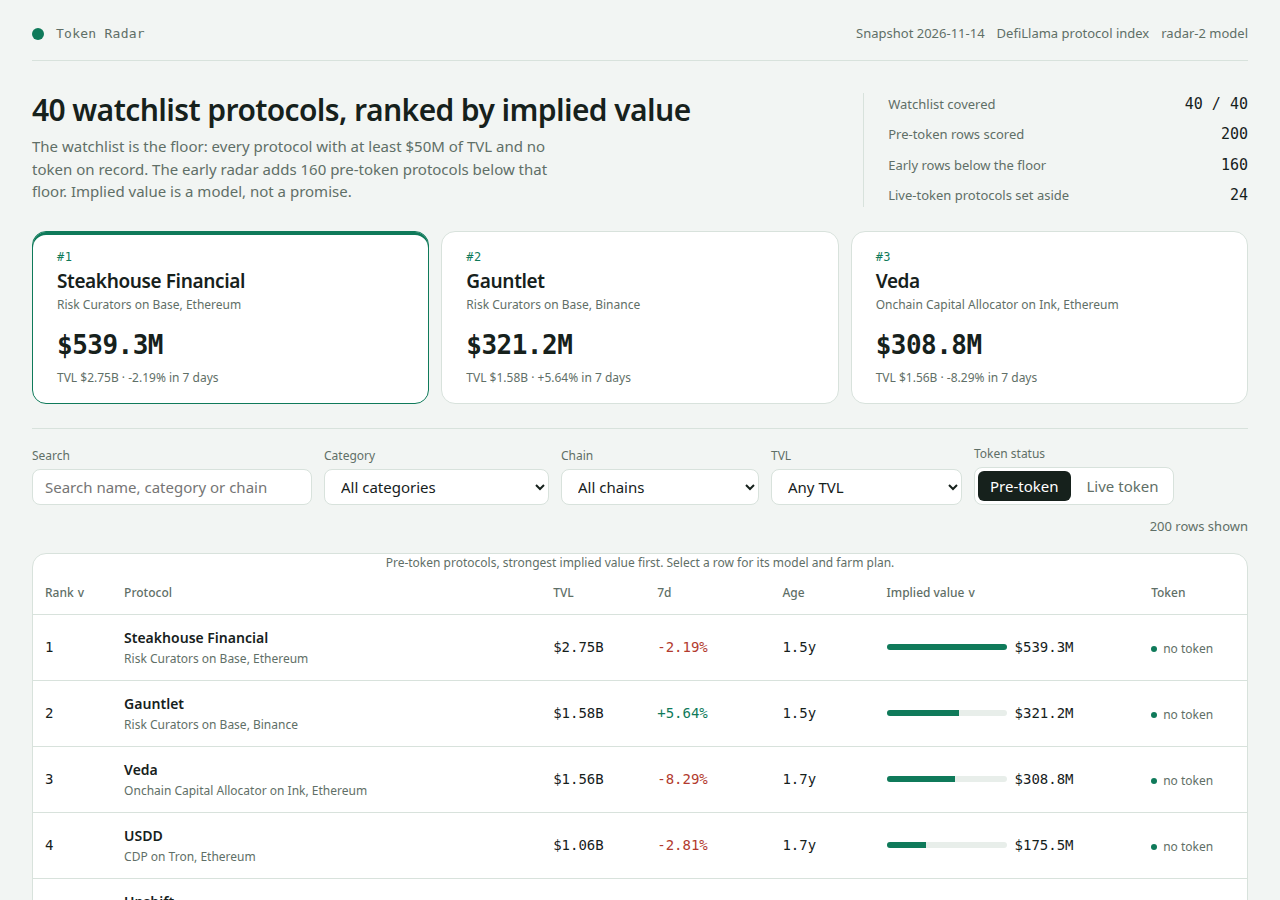 Token Radar
Snapshot 2026-11-14 DefiLlama protocol index radar-2 model
40 watchlist protocols, ranked by implied value
The watchlist is the floor: every protocol with at least $50M of TVL and no
token on record. The early radar adds 160 pre-token protocols below that
floor. Implied value is a model, not a promise.
Watchlist covered 40 / 40
Pre-token rows scored 200
Early rows below the floor 160
Live-token protocols set aside 24
#1
Steakhouse Financial
Risk Curators on Base, Ethereum
$539.3M
TVL $2.75B · -2.19% in 7 days
#2
Gauntlet
Risk Curators on Base, Binance
$321.2M
TVL $1.58B · +5.64% in 7 days
#3
Veda
Onchain Capital Allocator on Ink, Ethereum
$308.8M
TVL $1.56B · -8.29% in 7 days
Search
Search name, category or chain
Category
All categories
Chain
All chains
TVL
Any TVL
Token status
Pre-token Live token
200 rows shown
Pre-token protocols, strongest implied value first. Select a row for its model and farm plan.
Rank v Protocol TVL 7d Age Implied value v Token
1 Steakhouse Financial $2.75B -2.19% 1.5y $539.3M no token
Risk Curators on Base, Ethereum
2 Gauntlet $1.58B +5.64% 1.5y $321.2M no token
Risk Curators on Base, Binance
3 Veda $1.56B -8.29% 1.7y $308.8M no token
Onchain Capital Allocator on Ink, Ethereum
4 USDD $1.06B -2.81% 1.7y $175.5M no token
CDP on Tron, Ethereum